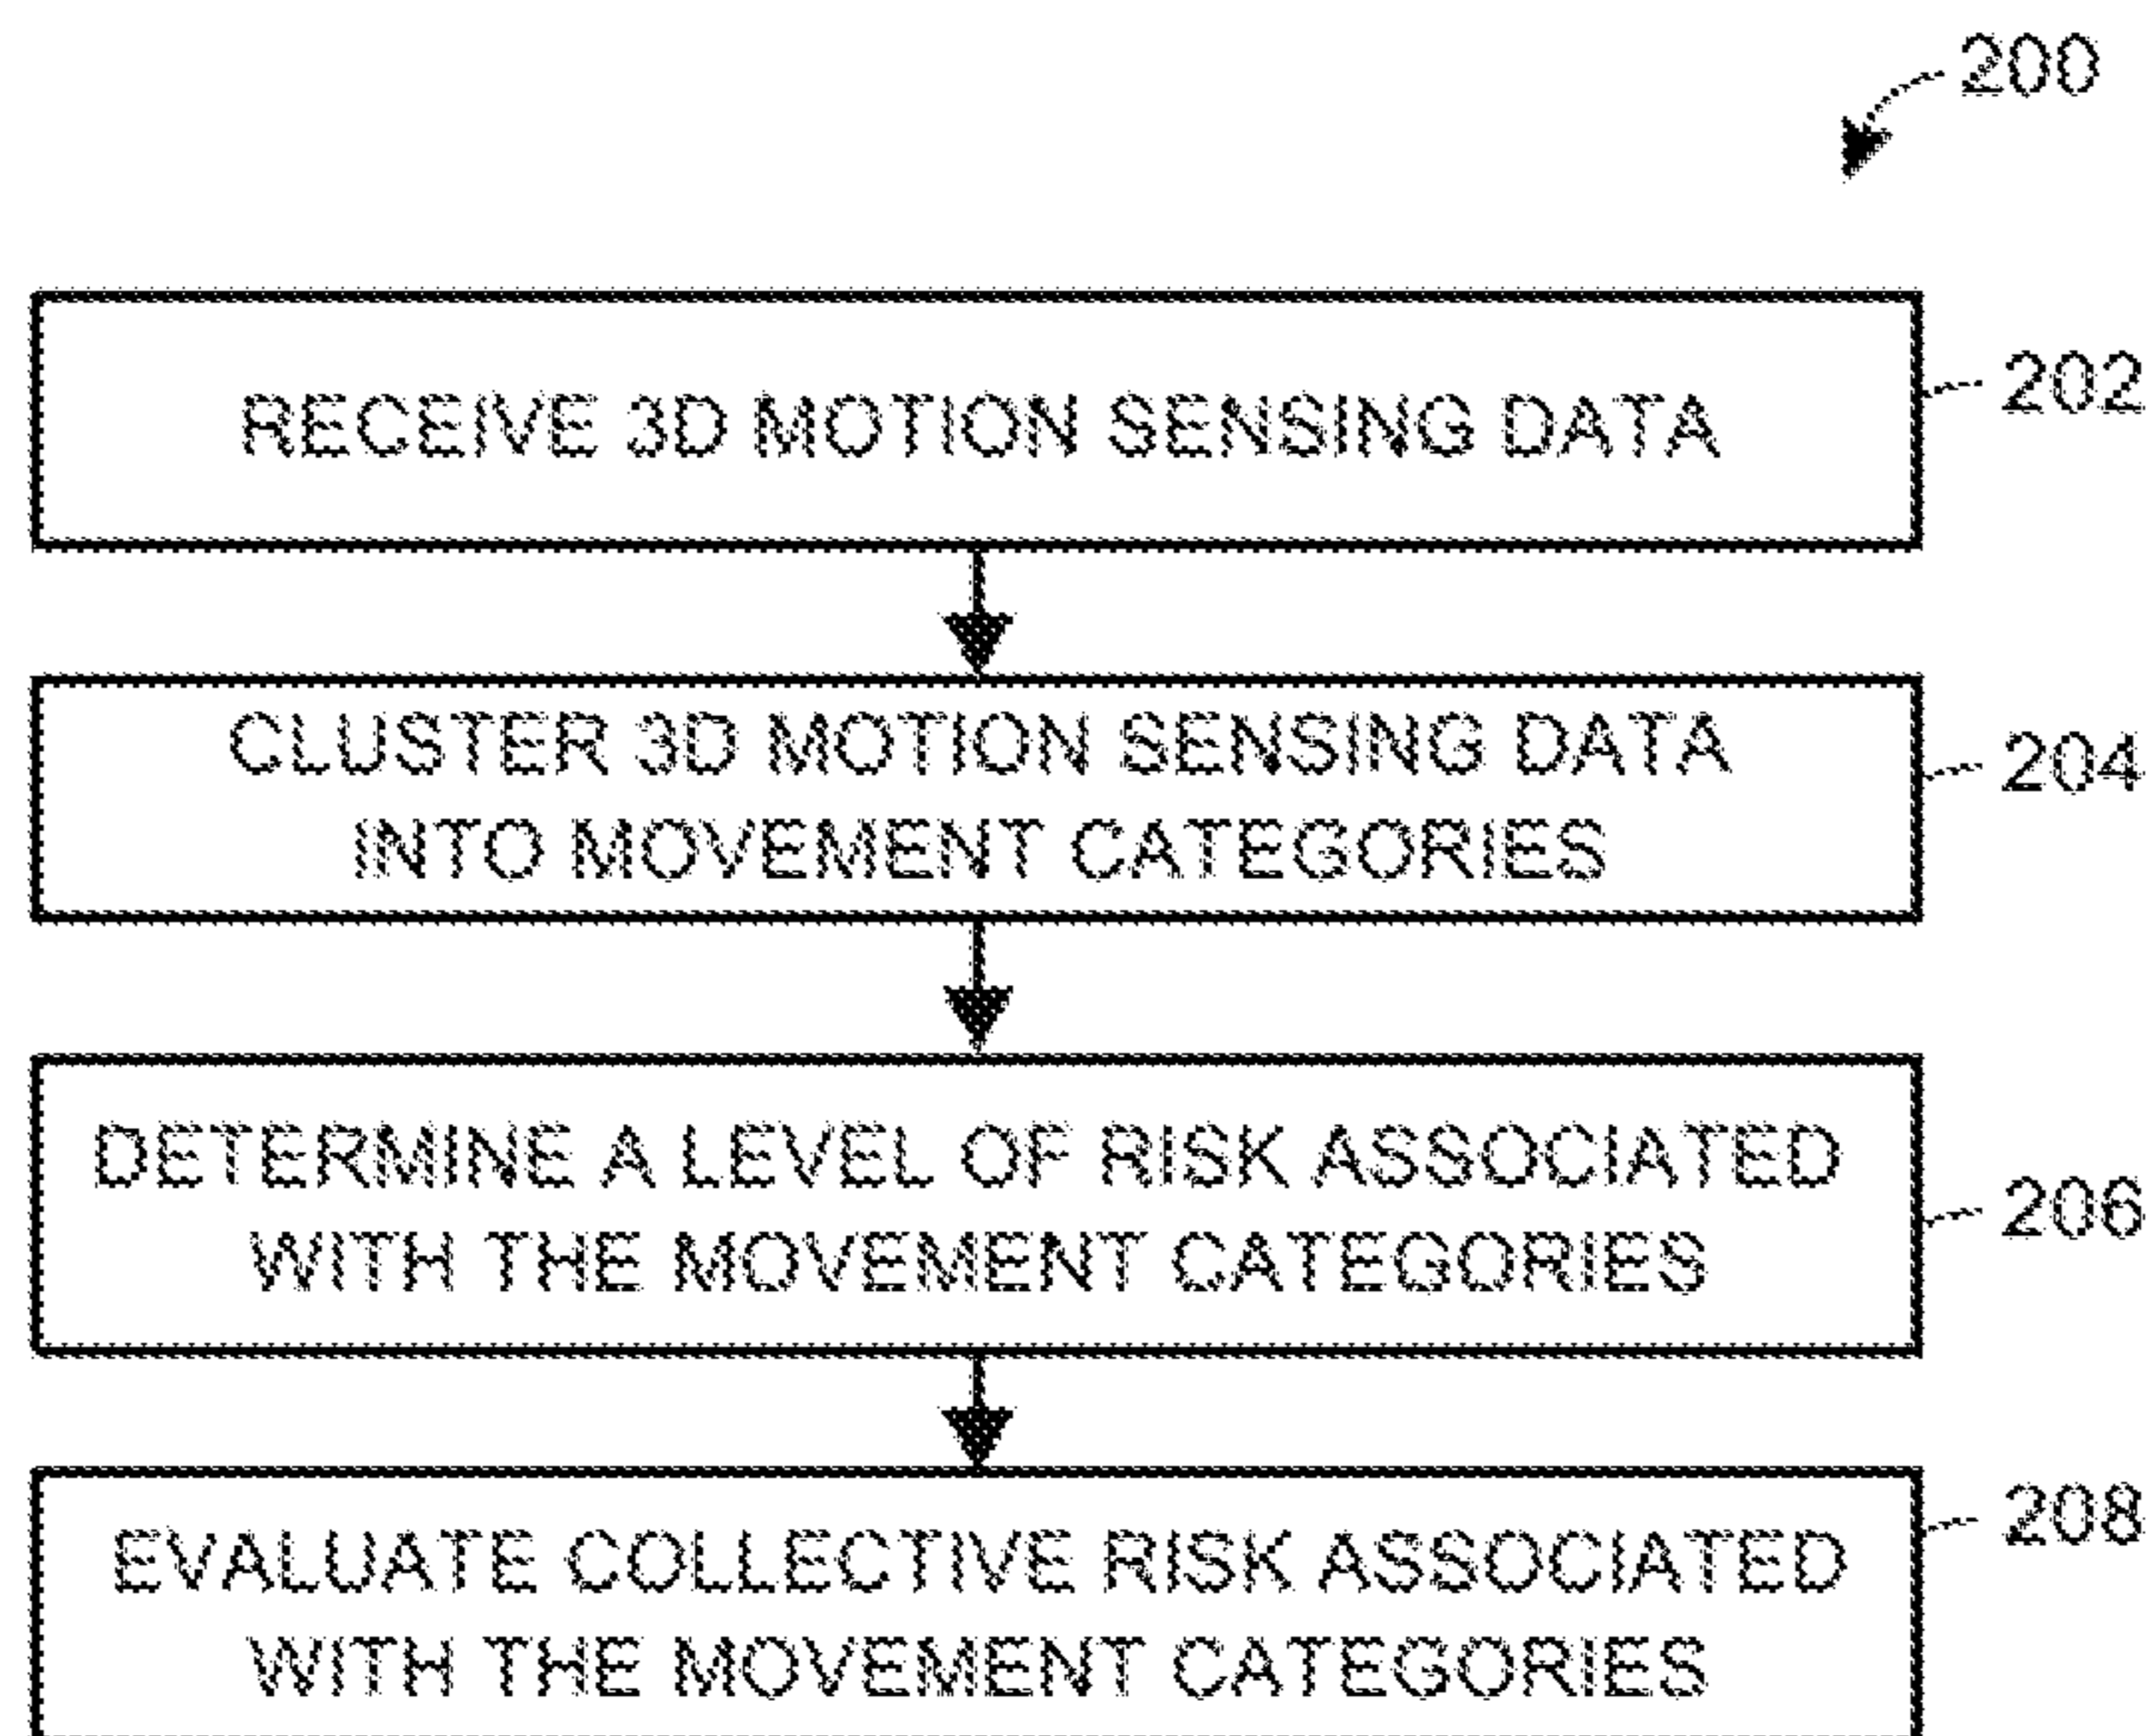 200
RECEIVE 3D MOTION SENSING DATA
202
CLUSTER 3D MOTION SENSING DATA
INTO MOVEMENT CATEGORIES
204
DETERMINE A LEVEL OF RISK ASSOCIATED
WITH THE MOVEMENT CATEGORIES
206
EVALUATE COLLECTIVE RISK ASSOCIATED
WITH THE MOVEMENT CATEGORIES
208